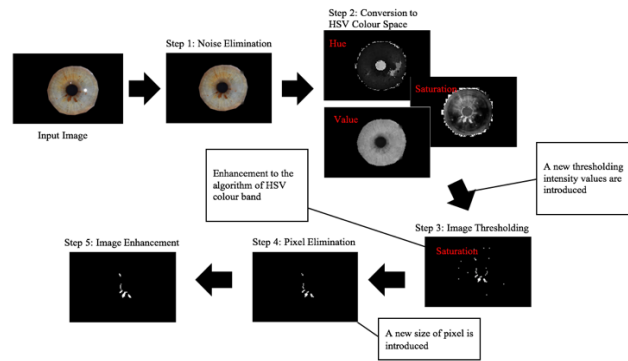 Step 2: Conversion to
HSV Colour Space
Step 1: Noise Elimination
Hue
Saturation
Value
Input Image
Enhancement to the
algorithm of HSV
colour band
A new thresholding
intensity values are
introduced
Step 3: Image Thresholding
Saturation
Step 5: Image Enhancement
Step 4: Pixel Elimination
A new size of pixel is
introduced